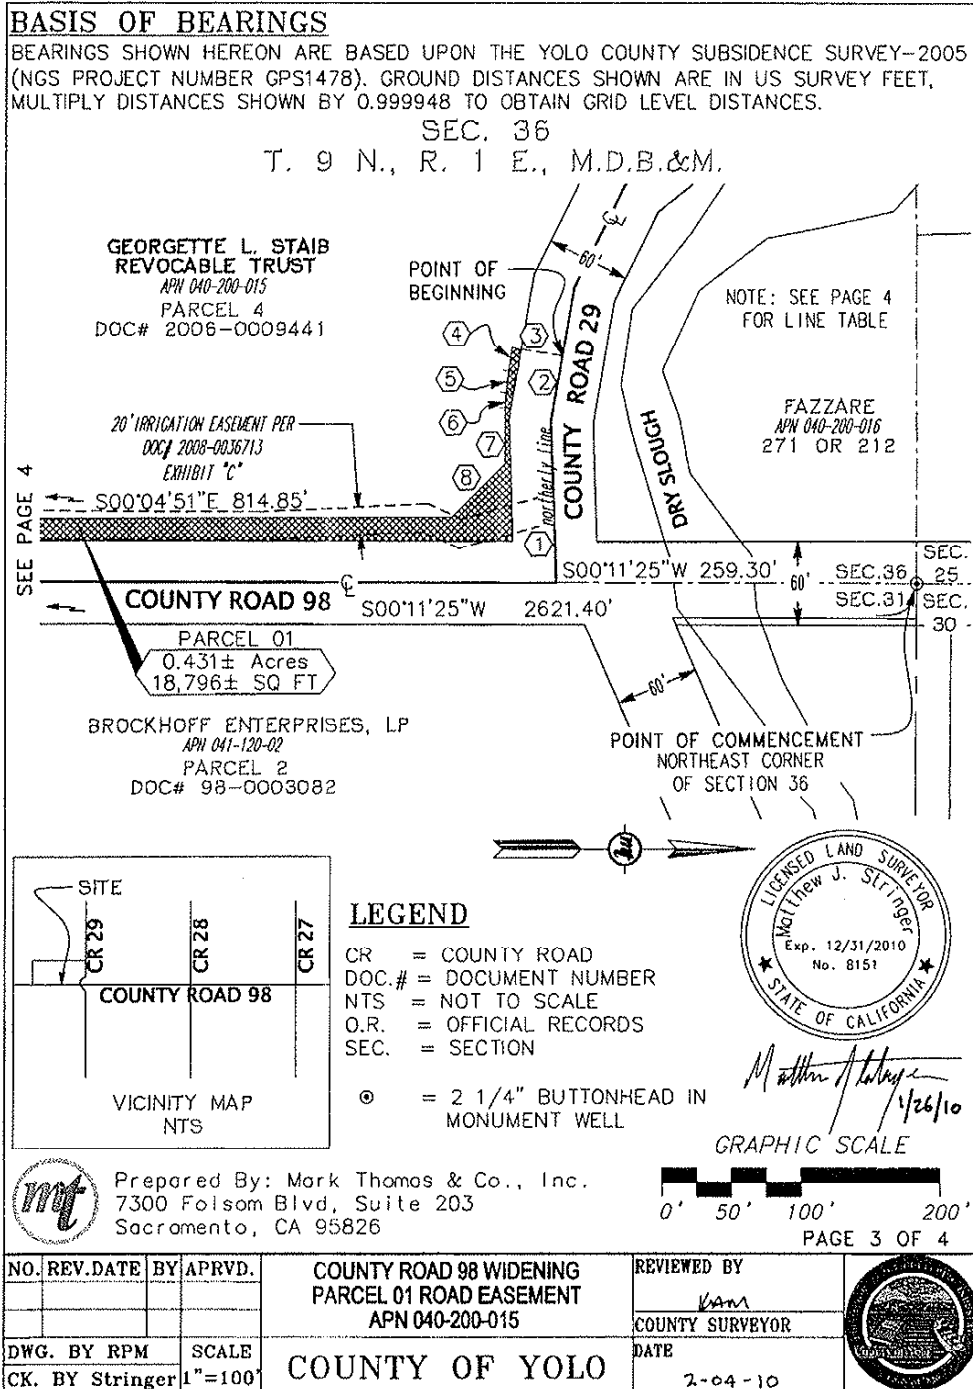 BASIS OF BEARINGS
BEARINGS SHOWN HEREON ARE BASED UPON THE YOLO COUNTY SUBSIDENCE SURVEY-2005
(NGS PROJECT NUMBER GPS1478). GROUND DISTANCES SHOWN ARE IN US SURVEY FEET,
MULTIPLY DISTANCES SHOWN BY 0.999948 TO OBTAIN GRID LEVEL DISTANCES.
SEC. 36
T. 9 N., R. 1 E., M.D.B.&M.
GEORGETTE L. STAIB
REVOCABLE TRUST
APN 040-200-015
PARCEL 4
DOC# 2006-0009441
POINT OF
BEGINNING
60'
NOTE: SEE PAGE 4
FOR LINE TABLE
4
3
5
2
6
7
8
1
COUNTY ROAD 29
northerly line
DRY SLOUGH
FAZZARE
APN 040-200-016
271 OR 212
20' IRRIGATION EASEMENT PER
DOC# 2008-0036713
EXHIBIT "C"
SEE PAGE 4
S00°04'51"E 814.85'
S00°11'25"W 259.30'
60'
SEC.36
SEC.
25
SEC.31
SEC.
30
COUNTY ROAD 98
S00°11'25"W 2621.40'
PARCEL 01
0.431± Acres
18,796± SQ FT
60'
BROCKHOFF ENTERPRISES, LP
APN 041-120-02
PARCEL 2
DOC# 98-0003082
POINT OF COMMENCEMENT
NORTHEAST CORNER
OF SECTION 36
SITE
CR 29
CR 28
CR 27
COUNTY ROAD 98
VICINITY MAP
NTS
LEGEND
CR = COUNTY ROAD
DOC.# = DOCUMENT NUMBER
NTS = NOT TO SCALE
O.R. = OFFICIAL RECORDS
SEC. = SECTION
= 2 1/4" BUTTONHEAD IN
MONUMENT WELL
LICENSED LAND SURVEYOR
Matthew J. Stringer
Exp. 12/31/2010
No. 8151
STATE OF CALIFORNIA
1/26/10
GRAPHIC SCALE
0' 50' 100' 200'
mt
Prepared By: Mark Thomas & Co., Inc.
7300 Folsom Blvd, Suite 203
Sacramento, CA 95826
PAGE 3 OF 4
NO. REV.DATE BY APRVD.
DWG. BY RPM
CK. BY Stringer
SCALE
1"=100'
COUNTY ROAD 98 WIDENING
PARCEL 01 ROAD EASEMENT
APN 040-200-015
COUNTY OF YOLO
REVIEWED BY
KAM
COUNTY SURVEYOR
DATE
2-04-10